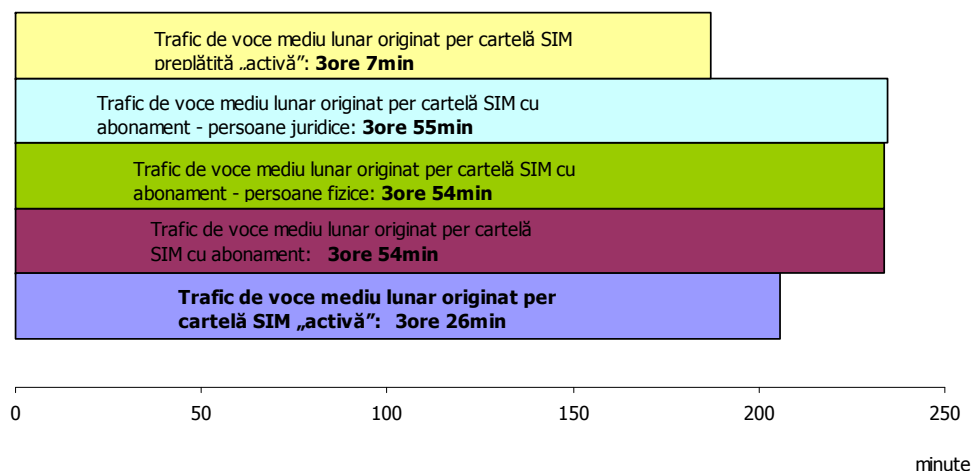 Trafic de voce mediu lunar originat per cartelă SIM
preplătită „activă”: 3ore 7min
Trafic de voce mediu lunar originat per cartelă SIM cu
abonament - persoane juridice: 3ore 55min
Trafic de voce mediu lunar originat per cartelă SIM cu
abonament - persoane fizice: 3ore 54min
Trafic de voce mediu lunar originat per cartelă
SIM cu abonament: 3ore 54min
Trafic de voce mediu lunar originat per
cartelă SIM „activă”: 3ore 26min
0 50 100 150 200 250
minute